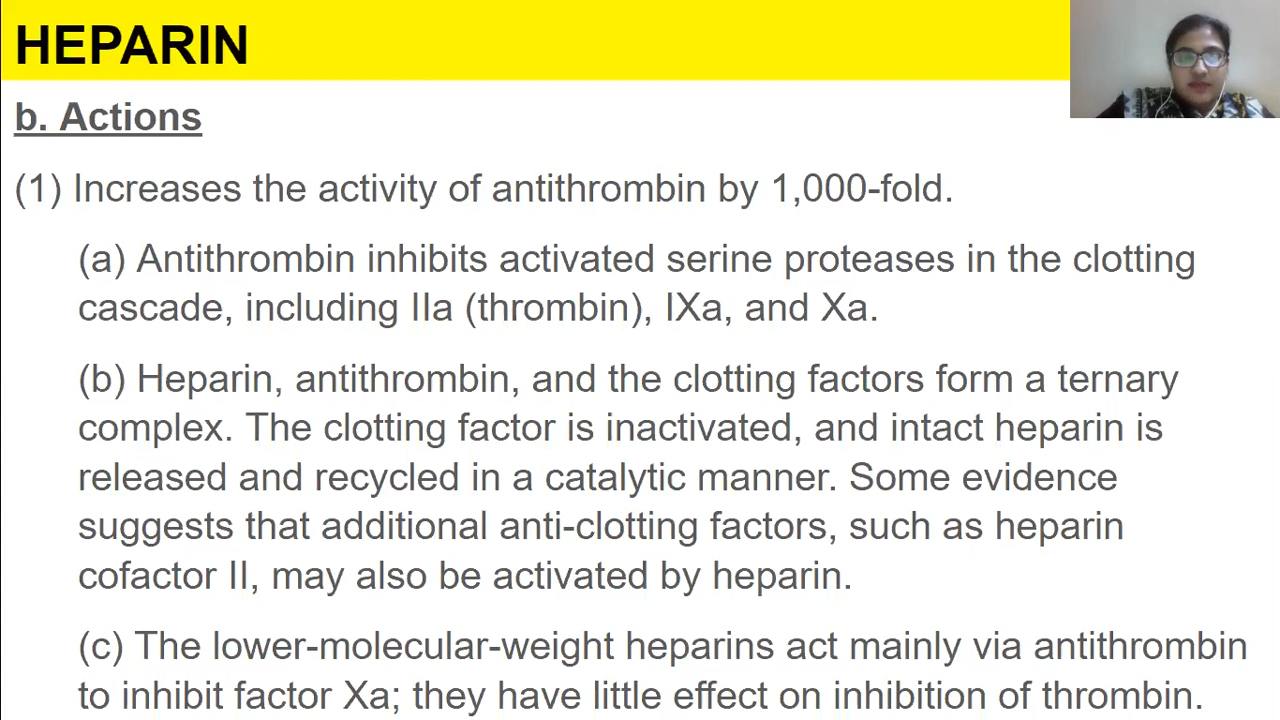 HEPARIN
b. Actions
(1) Increases the activity of antithrombin by 1,000-fold.
(a) Antithrombin inhibits activated serine proteases in the clotting
cascade, including IIa (thrombin), IXa, and Xa.
(b) Heparin, antithrombin, and the clotting factors form a ternary
complex. The clotting factor is inactivated, and intact heparin is
released and recycled in a catalytic manner. Some evidence
suggests that additional anti-clotting factors, such as heparin
cofactor II, may also be activated by heparin.
(c) The lower-molecular-weight heparins act mainly via antithrombin
to inhibit factor Xa; they have little effect on inhibition of thrombin.